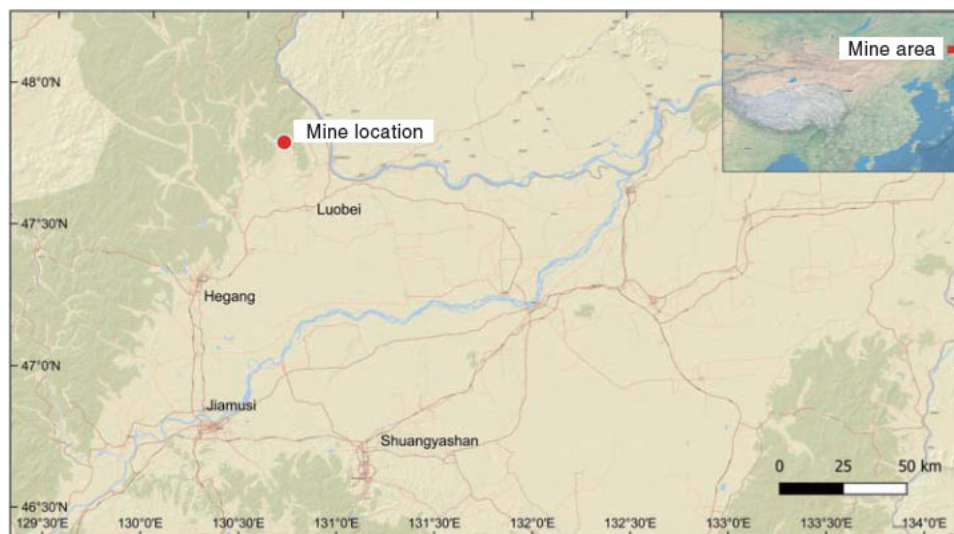 Mine area
48°0'N
Mine location
47°30'N
Luobei
Hegang
47°0'N
Jiamusi
Shuangyashan
0 25 50 km
46°30'N
129°30'E 130°0'E 130°30'E 131°0'E 131°30'E 132°0'E 132°30'E 133°0'E 133°30'E 134°0'E